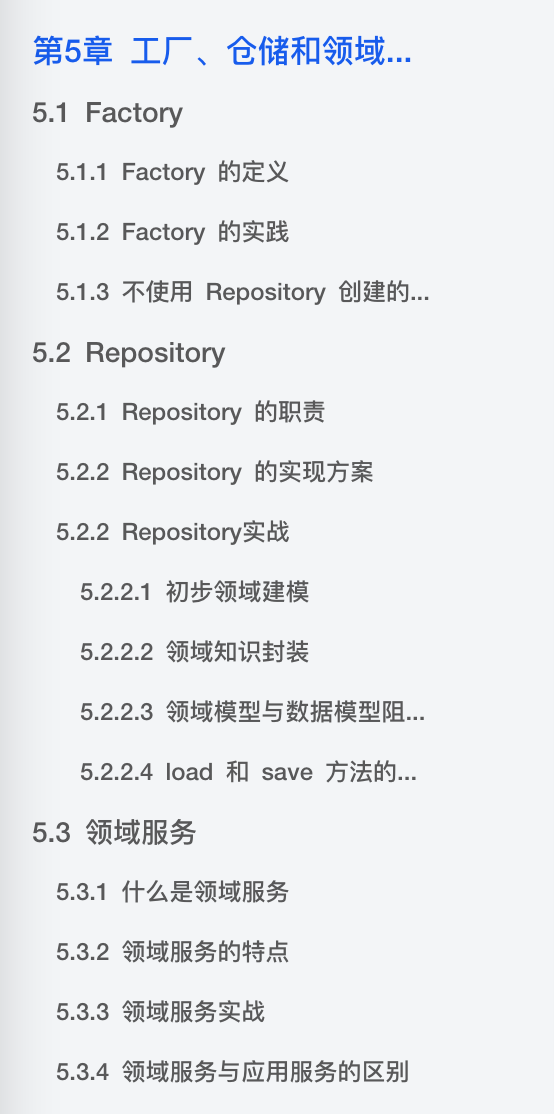 第5章 工厂、仓储和领域...
5.1 Factory
5.1.1 Factory 的定义
5.1.2 Factory 的实践
5.1.3 不使用 Repository 创建的...
5.2 Repository
5.2.1 Repository 的职责
5.2.2 Repository 的实现方案
5.2.2 Repository实战
5.2.2.1 初步领域建模
5.2.2.2 领域知识封装
5.2.2.3 领域模型与数据模型阻...
5.2.2.4 load 和 save 方法的...
5.3 领域服务
5.3.1 什么是领域服务
5.3.2 领域服务的特点
5.3.3 领域服务实战
5.3.4 领域服务与应用服务的区别